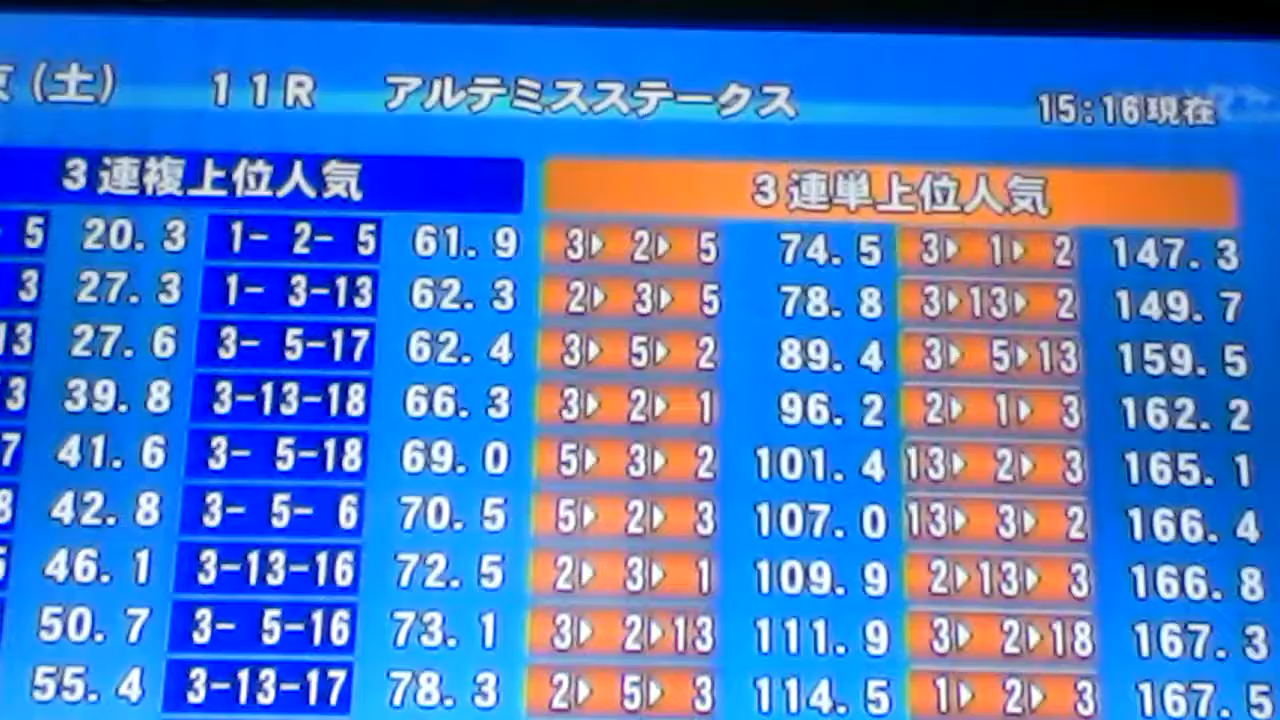 (土) 11R アルテミスステークス 15:16現在
3連複上位人気 3連単上位人気
5 20.3 1- 2- 5 61.9 3▶ 2▶ 5 74.5 3▶ 1▶ 2 147.3
3 27.3 1- 3-13 62.3 2▶ 3▶ 5 78.8 3▶13▶ 2 149.7
13 27.6 3- 5-17 62.4 3▶ 5▶ 2 89.4 3▶ 5▶13 159.5
3 39.8 3-13-18 66.3 3▶ 2▶ 1 96.2 2▶ 1▶ 3 162.2
7 41.6 3- 5-18 69.0 5▶ 3▶ 2 101.4 13▶ 2▶ 3 165.1
8 42.8 3- 5- 6 70.5 5▶ 2▶ 3 107.0 13▶ 3▶ 2 166.4
46.1 3-13-16 72.5 2▶ 3▶ 1 109.9 2▶13▶ 3 166.8
50.7 3- 5-16 73.1 3▶ 2▶13 111.9 3▶ 2▶18 167.3
55.4 3-13-17 78.3 2▶ 5▶ 3 114.5 1▶ 2▶ 3 167.5